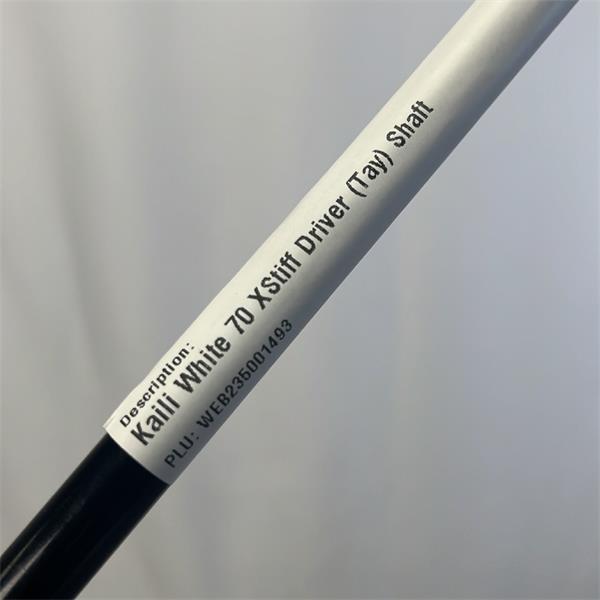 Description:
Kaili White 70 XStiff Driver (Tay) Shaft
PLU: WEB235001493